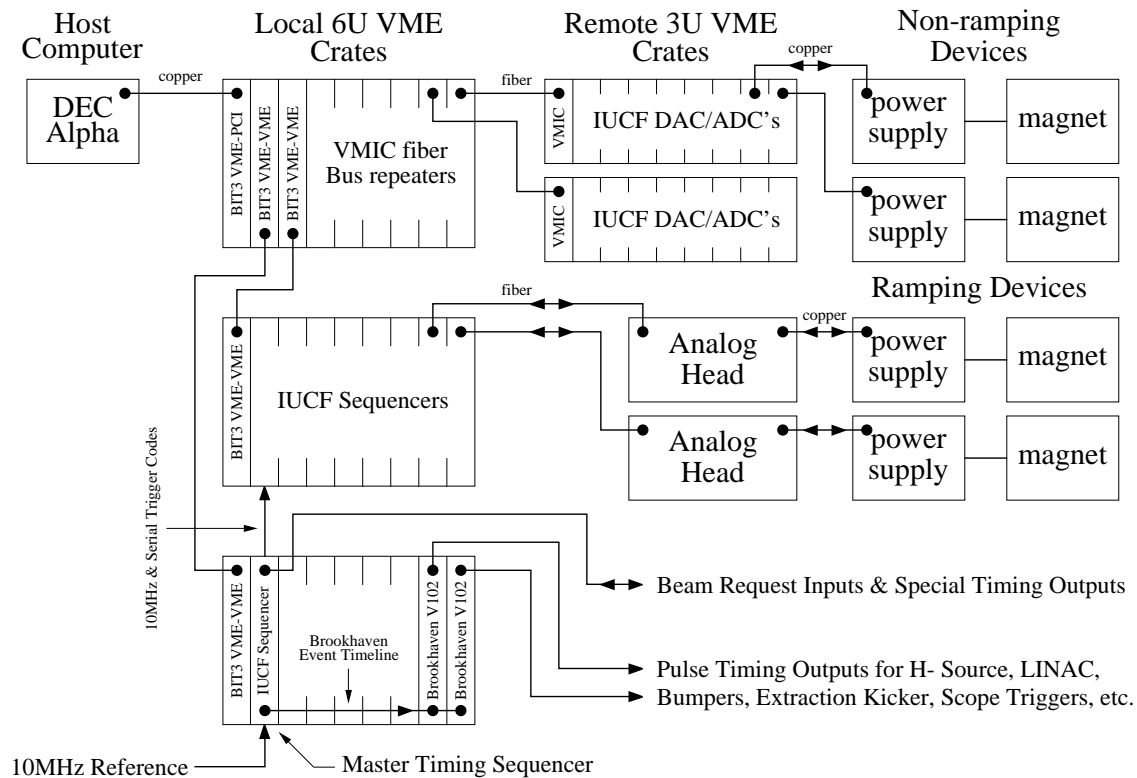 Host
Computer
Local 6U VME
Crates
Remote 3U VME
Crates
Non-ramping
Devices
copper
copper
fiber
DEC
Alpha
BIT3 VME-PCI
BIT3 VME-VME
BIT3 VME-VME
VMIC fiber
Bus repeaters
VMIC
IUCF DAC/ADC's
power
supply
magnet
VMIC
IUCF DAC/ADC's
power
supply
magnet
Ramping Devices
fiber
copper
BIT3 VME-VME
IUCF Sequencers
Analog
Head
power
supply
magnet
Analog
Head
power
supply
magnet
10MHz & Serial Trigger Codes
BIT3 VME-VME
IUCF Sequencer
Brookhaven
Event Timeline
Brookhaven V102
Brookhaven V102
Beam Request Inputs & Special Timing Outputs
Pulse Timing Outputs for H- Source, LINAC,
Bumpers, Extraction Kicker, Scope Triggers, etc.
10MHz Reference
Master Timing Sequencer